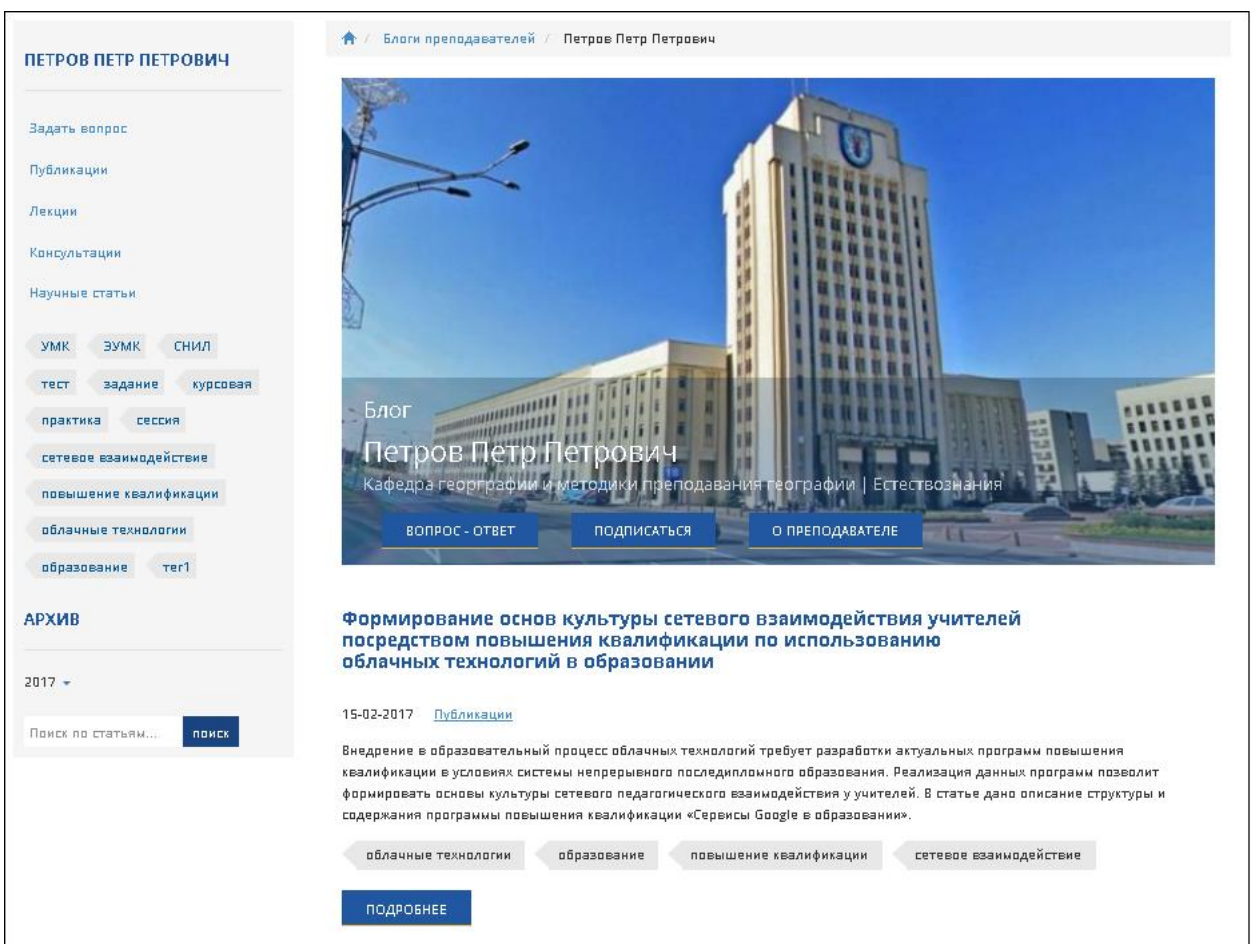 ПЕТРОВ ПЕТР ПЕТРОВИЧ
Задать вопрос
Публикации
Лекции
Консультации
Научные статьи
УМК ЭУМК СНИЛ
тест задание курсовая
практика сессия
сетевое взаимодействие
повышение квалификации
облачные технологии
образование тег1
АРХИВ
2017
Поиск по статьям... поиск
/ Блоги преподавателей / Петров Петр Петрович
Блог
Петров Петр Петрович
Кафедра георграфии и методики преподавания географии | Естествознания
ВОПРОС - ОТВЕТ ПОДПИСАТЬСЯ О ПРЕПОДАВАТЕЛЕ
Формирование основ культуры сетевого взаимодействия учителей
посредством повышения квалификации по использованию
облачных технологий в образовании
15-02-2017 Публикации
Внедрение в образовательный процесс облачных технологий требует разработки актуальных программ повышения
квалификации в условиях системы непрерывного последипломного образования. Реализация данных программ позволит
формировать основы культуры сетевого педагогического взаимодействия у учителей. В статье дано описание структуры и
содержания программы повышения квалификации «Сервисы Google в образовании».
облачные технологии образование повышение квалификации сетевое взаимодействие
ПОДРОБНЕЕ